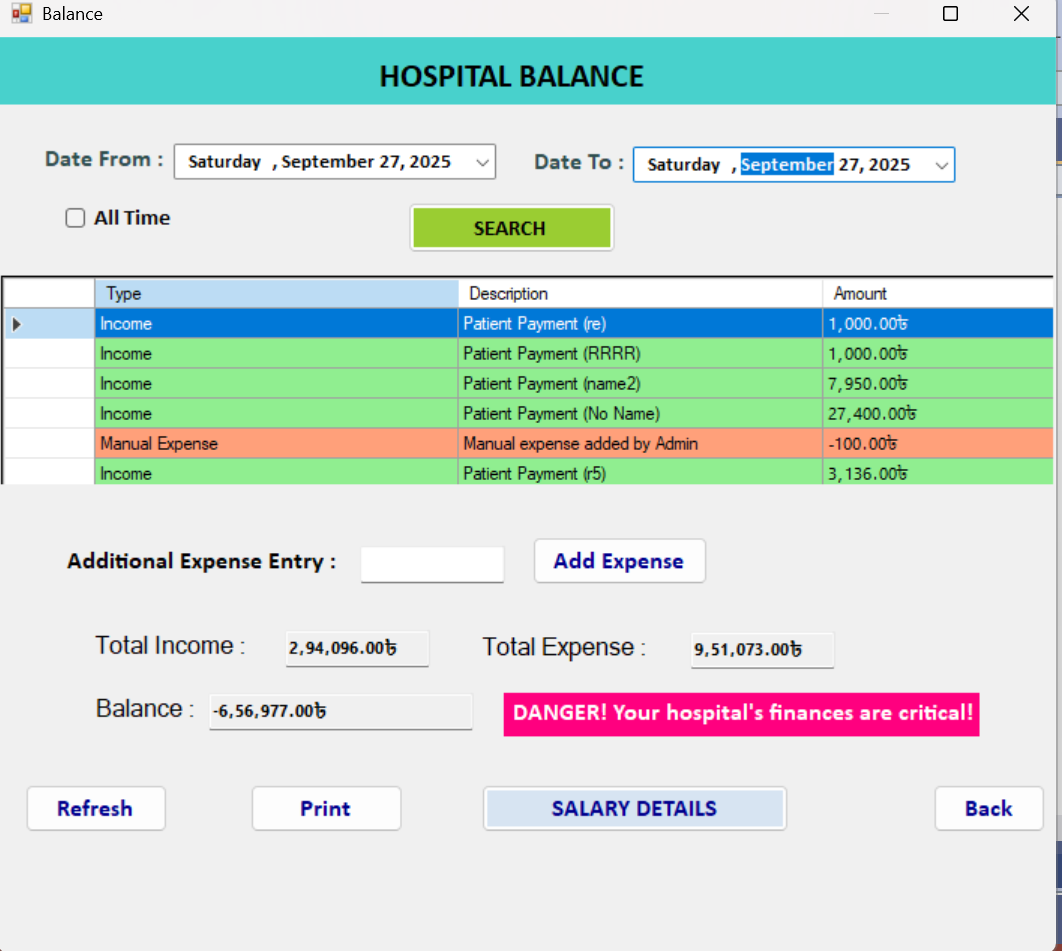 Balance
HOSPITAL BALANCE
Date From : Saturday , September 27, 2025 Date To : Saturday , September 27, 2025
All Time SEARCH
Type Description Amount
Income Patient Payment (re) 1,000.00৳
Income Patient Payment (RRRR) 1,000.00৳
Income Patient Payment (name2) 7,950.00৳
Income Patient Payment (No Name) 27,400.00৳
Manual Expense Manual expense added by Admin -100.00৳
Income Patient Payment (r5) 3,136.00৳
Additional Expense Entry : Add Expense
Total Income : 2,94,096.00৳ Total Expense : 9,51,073.00৳
Balance : -6,56,977.00৳ DANGER! Your hospital's finances are critical!
Refresh Print SALARY DETAILS Back